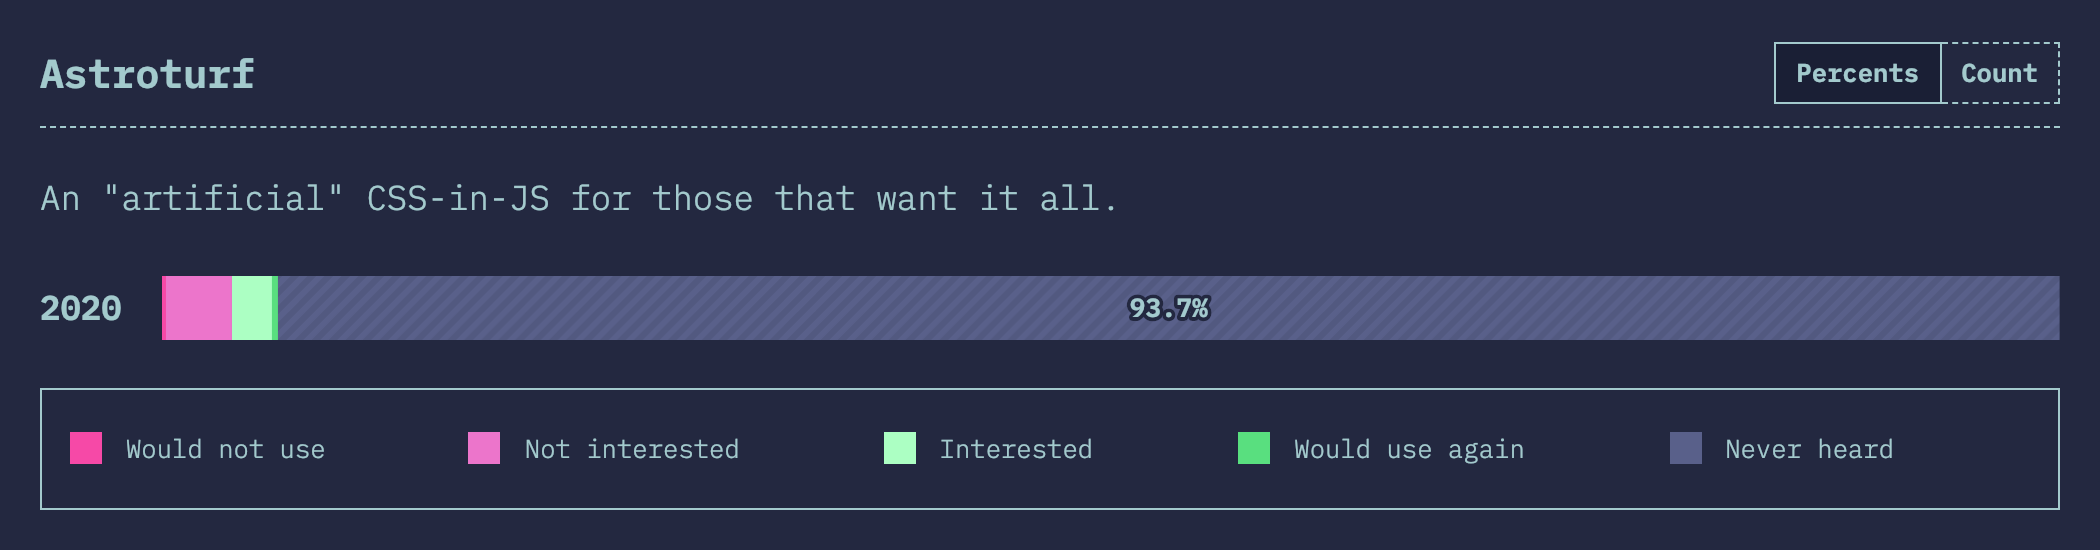 Astroturf
Percents Count
An "artificial" CSS-in-JS for those that want it all.
2020 93.7%
Would not use Not interested Interested Would use again Never heard